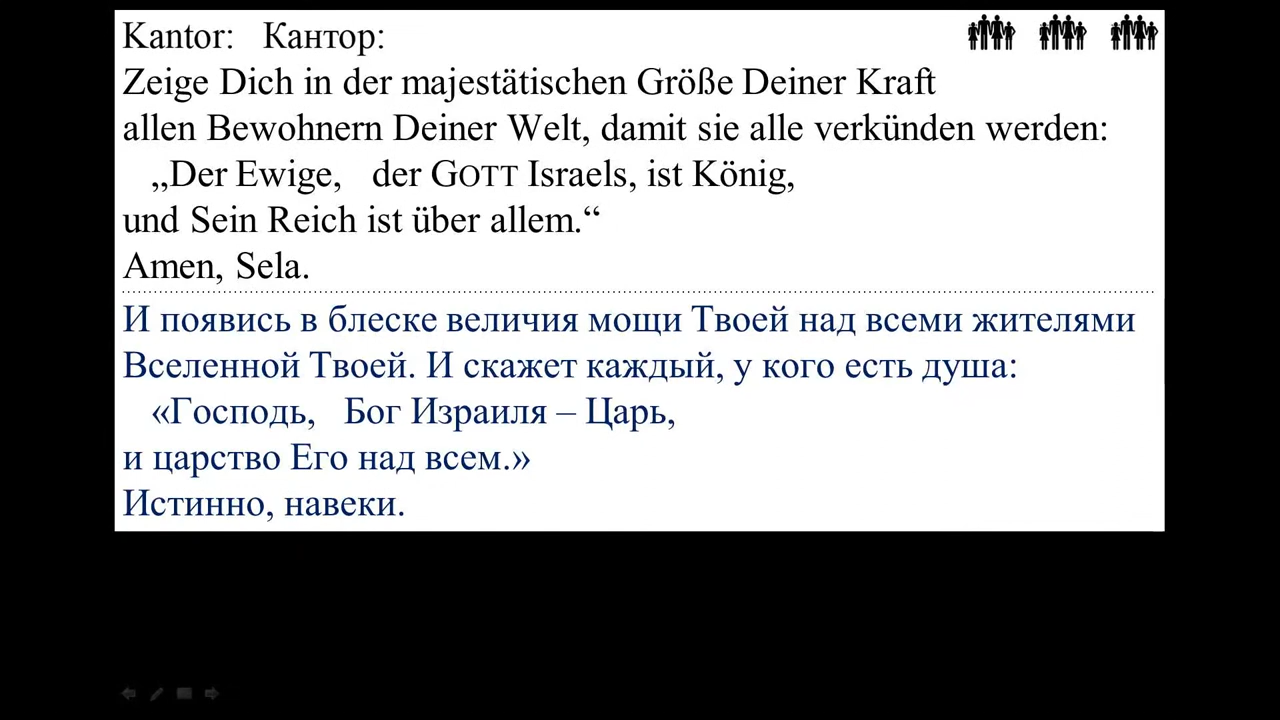 Kantor: Кантор:
Zeige Dich in der majestätischen Größe Deiner Kraft
allen Bewohnern Deiner Welt, damit sie alle verkünden werden:
„Der Ewige, der GOTT Israels, ist König,
und Sein Reich ist über allem.“
Amen, Sela.
И появись в блеске величия мощи Твоей над всеми жителями
Вселенной Твоей. И скажет каждый, у кого есть душа:
«Господь, Бог Израиля – Царь,
и царство Его над всем.»
Истинно, навеки.